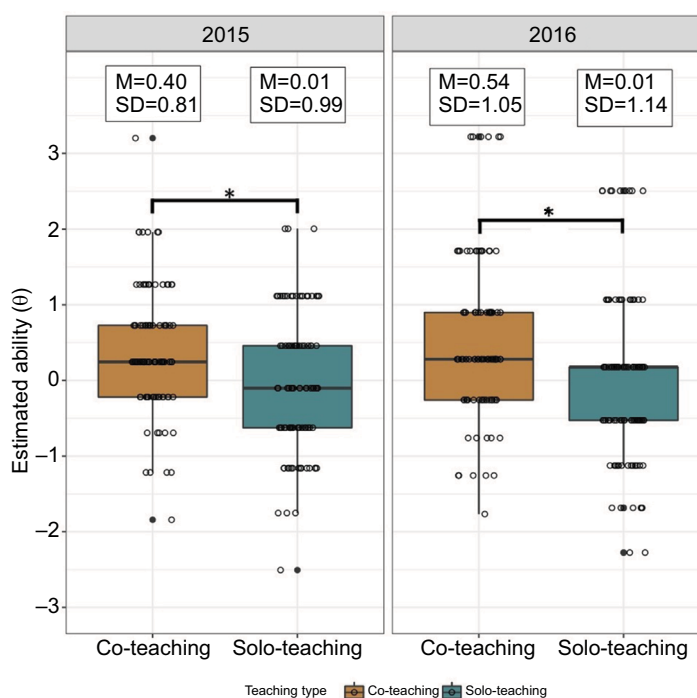 2015
2016
M=0.40
SD=0.81
M=0.01
SD=0.99
M=0.54
SD=1.05
M=0.01
SD=1.14
*
*
Estimated ability (θ)
3
2
1
0
−1
−2
−3
Co-teaching
Solo-teaching
Co-teaching
Solo-teaching
Teaching type Co-teaching Solo-teaching